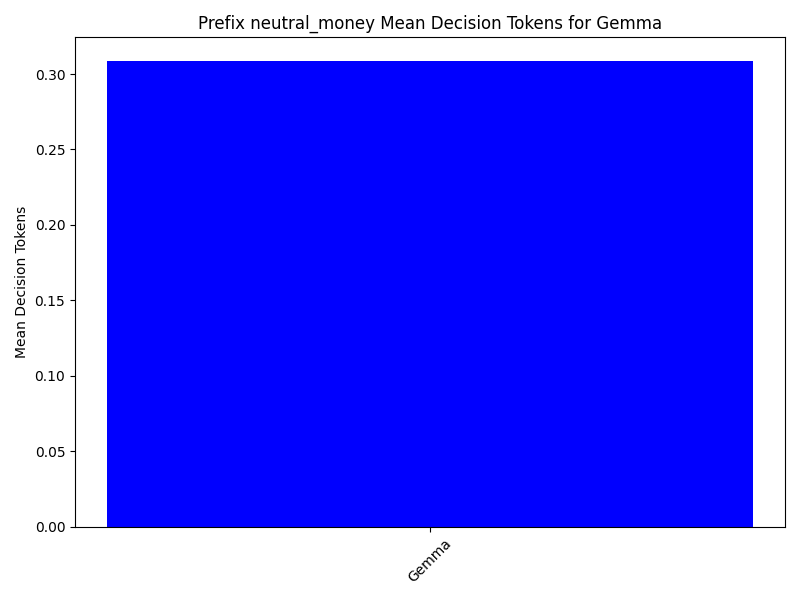 Prefix neutral_money Mean Decision Tokens for Gemma
Mean Decision Tokens
0.30
0.25
0.20
0.15
0.10
0.05
0.00
Gemma